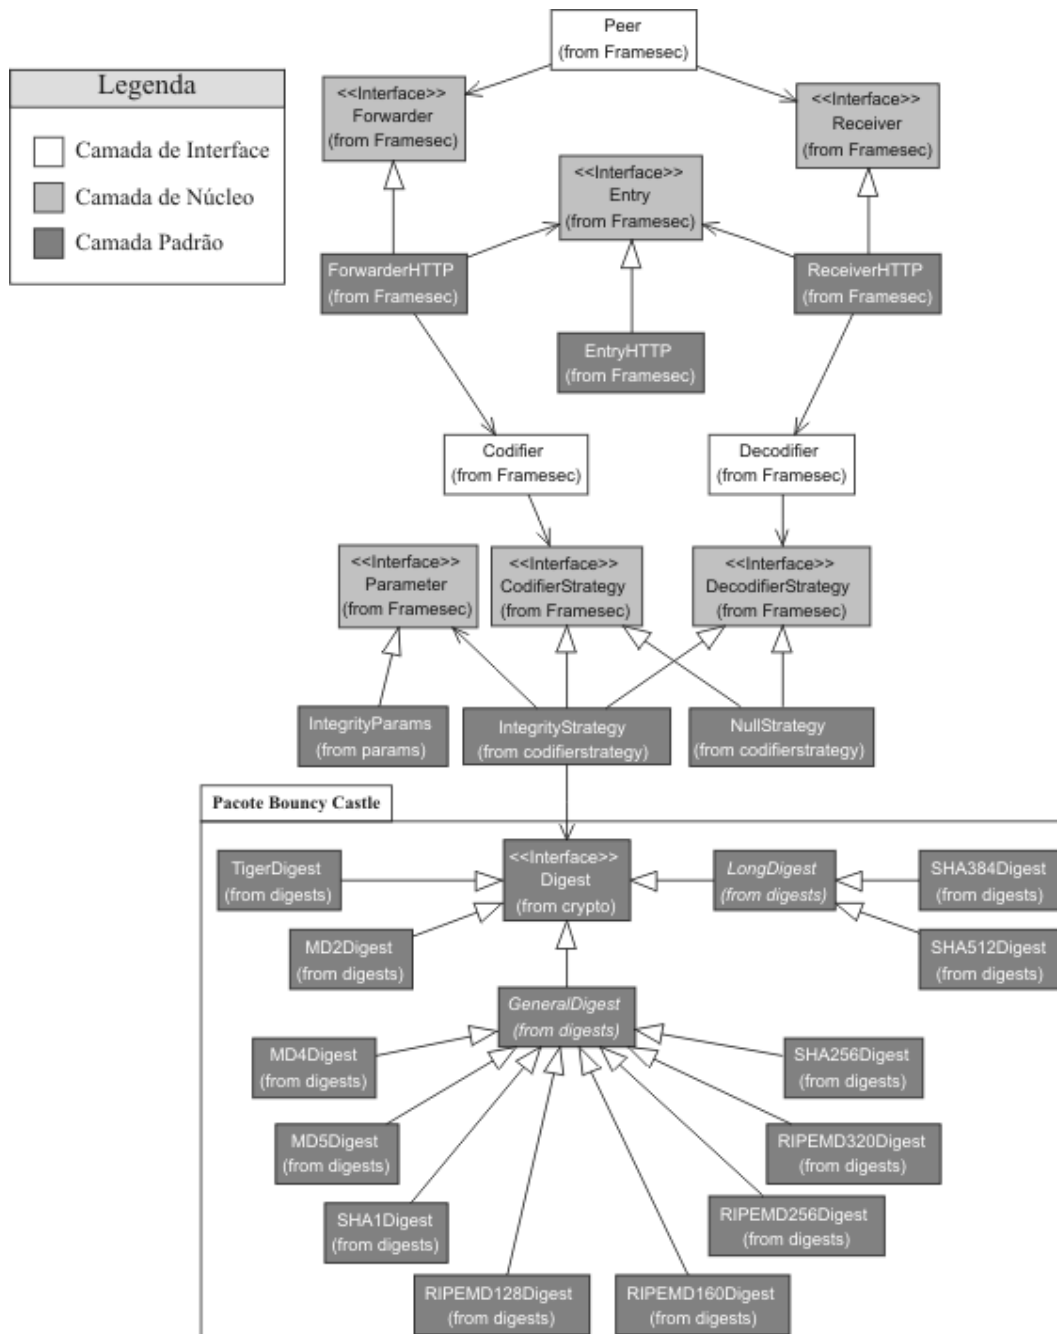 Peer
(from Framesec)
Legenda
Camada de Interface
Camada de Núcleo
Camada Padrão
<<Interface>>
Forwarder
(from Framesec)
<<Interface>>
Receiver
(from Framesec)
<<Interface>>
Entry
(from Framesec)
ForwarderHTTP
(from Framesec)
ReceiverHTTP
(from Framesec)
EntryHTTP
(from Framesec)
Codifier
(from Framesec)
Decodifier
(from Framesec)
<<Interface>>
Parameter
(from Framesec)
<<Interface>>
CodifierStrategy
(from Framesec)
<<Interface>>
DecodifierStrategy
(from Framesec)
IntegrityParams
(from params)
IntegrityStrategy
(from codifierstrategy)
NullStrategy
(from codifierstrategy)
Pacote Bouncy Castle
TigerDigest
(from digests)
<<Interface>>
Digest
(from crypto)
LongDigest
(from digests)
SHA384Digest
(from digests)
MD2Digest
(from digests)
SHA512Digest
(from digests)
GeneralDigest
(from digests)
MD4Digest
(from digests)
SHA256Digest
(from digests)
MD5Digest
(from digests)
RIPEMD320Digest
(from digests)
SHA1Digest
(from digests)
RIPEMD256Digest
(from digests)
RIPEMD128Digest
(from digests)
RIPEMD160Digest
(from digests)